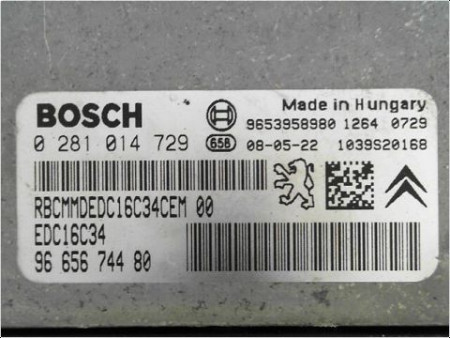 BOSCH
Made in Hungary
9653958980 1264 0729
0 281 014 729 658 08-05-22 1039S20168
RBCMMDEDC16C34CEM 00
EDC16C34
96 656 744 80